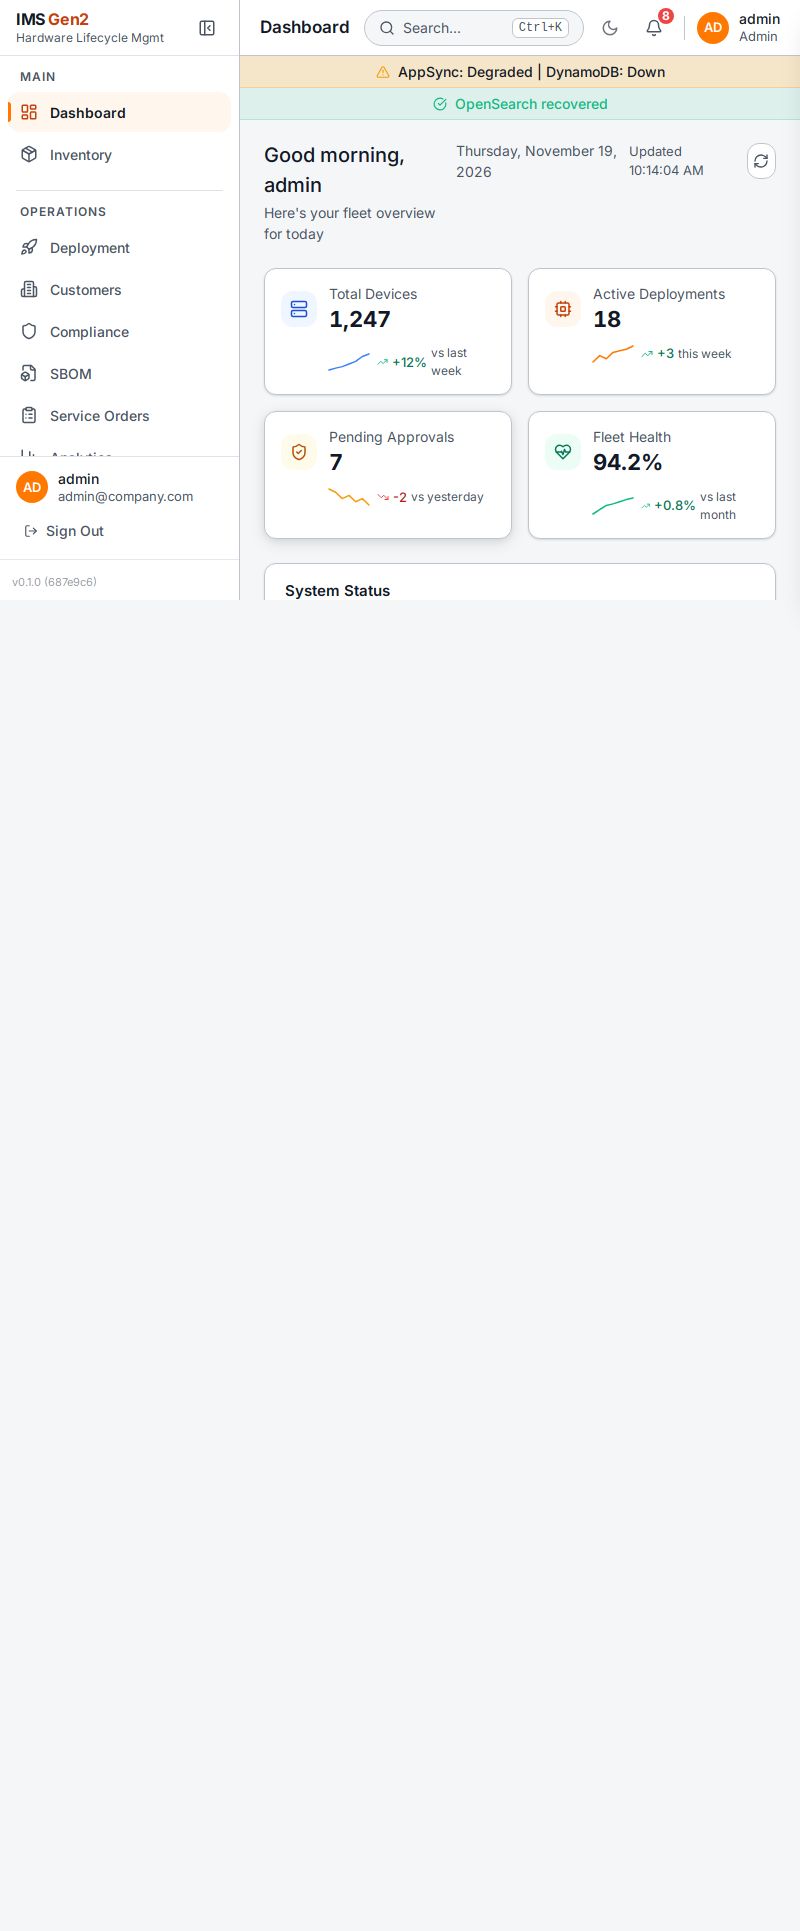 IMS Gen2
Hardware Lifecycle Mgmt
MAIN
Dashboard
Inventory
OPERATIONS
Deployment
Customers
Compliance
SBOM
Service Orders
Analytics
AD
admin
admin@company.com
Sign Out
v0.1.0 (687e9c6)
Dashboard
Search...
Ctrl+K
8
AD
admin
Admin
AppSync: Degraded | DynamoDB: Down
OpenSearch recovered
Good morning,
admin
Here's your fleet overview
for today
Thursday, November 19,
2026
Updated
10:14:04 AM
Total Devices
1,247
+12%
vs last
week
Active Deployments
18
+3 this week
Pending Approvals
7
-2 vs yesterday
Fleet Health
94.2%
+0.8%
vs last
month
System Status